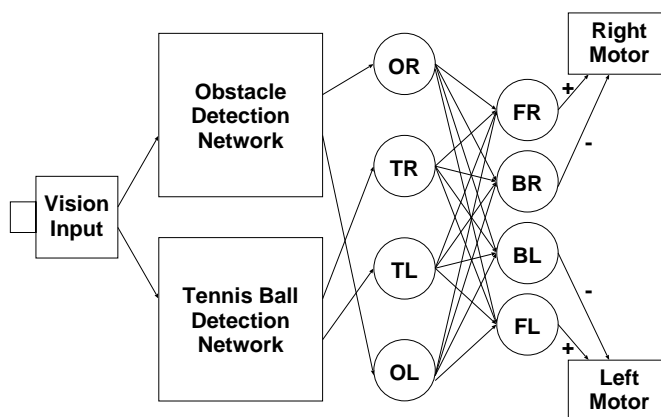 Vision
Input
Obstacle
Detection
Network
Tennis Ball
Detection
Network
OR
TR
TL
OL
FR
BR
BL
FL
+
-
-
+
Right
Motor
Left
Motor